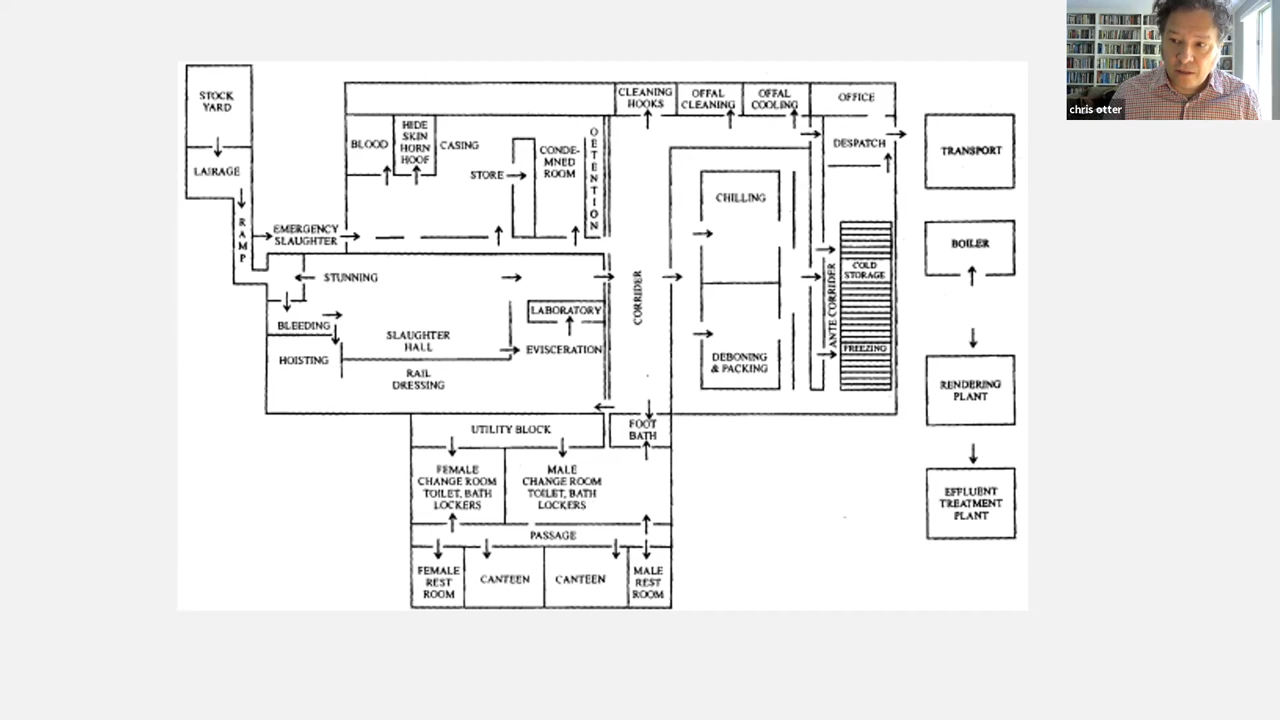 chris otter
STOCK
YARD
LAIRAGE
RAMP
EMERGENCY
SLAUGHTER
BLOOD
HIDE
SKIN
HORN
HOOF
CASING
STORE
CONDE-
MNED
ROOM
DETENTION
CLEANING
HOOKS
OFFAL
CLEANING
OFFAL
COOLING
OFFICE
DESPATCH
TRANSPORT
STUNNING
BLEEDING
HOISTING
SLAUGHTER
HALL
RAIL
DRESSING
LABORATORY
EVISCERATION
CORRIDER
CHILLING
DEBONING
& PACKING
ANTE CORRIDER
COLD
STORAGE
FREEZING
BOILER
RENDERING
PLANT
EFFLUENT
TREATMENT
PLANT
UTILITY BLOCK
FOOT
BATH
FEMALE
CHANGE ROOM
TOILET, BATH
LOCKERS
MALE
CHANGE ROOM
TOILET, BATH
LOCKERS
PASSAGE
FEMALE
REST
ROOM
CANTEEN
CANTEEN
MALE
REST
ROOM